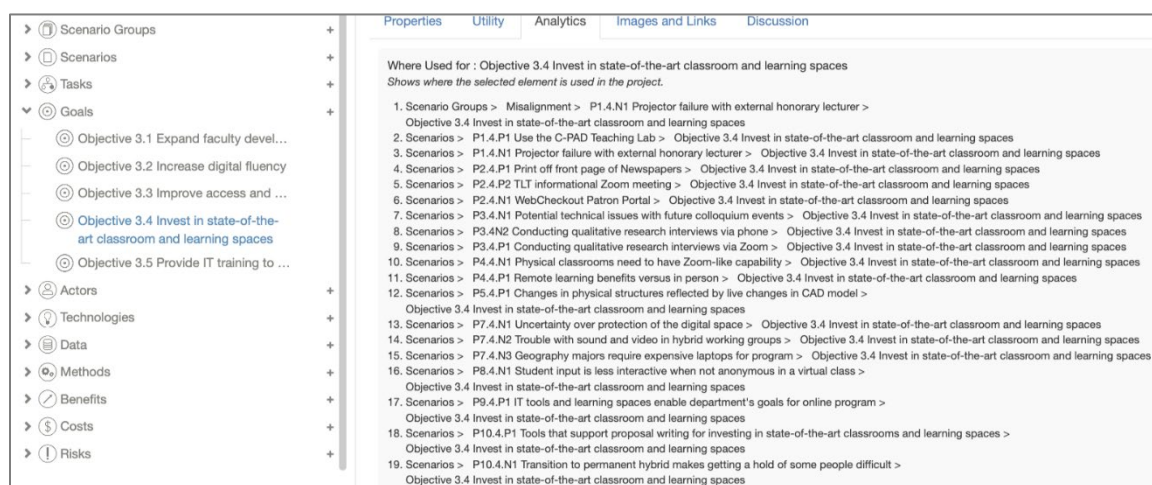 Scenario Groups +
Scenarios +
Tasks +
Goals +
Objective 3.1 Expand faculty devel...
Objective 3.2 Increase digital fluency
Objective 3.3 Improve access and ...
Objective 3.4 Invest in state-of-the-
art classroom and learning spaces
Objective 3.5 Provide IT training to ...
Actors +
Technologies +
Data +
Methods +
Benefits +
Costs +
Risks +
Properties Utility Analytics Images and Links Discussion
Where Used for : Objective 3.4 Invest in state-of-the-art classroom and learning spaces
Shows where the selected element is used in the project.
1. Scenario Groups > Misalignment > P1.4.N1 Projector failure with external honorary lecturer >
Objective 3.4 Invest in state-of-the-art classroom and learning spaces
2. Scenarios > P1.4.P1 Use the C-PAD Teaching Lab > Objective 3.4 Invest in state-of-the-art classroom and learning spaces
3. Scenarios > P1.4.N1 Projector failure with external honorary lecturer > Objective 3.4 Invest in state-of-the-art classroom and learning spaces
4. Scenarios > P2.4.P1 Print off front page of Newspapers > Objective 3.4 Invest in state-of-the-art classroom and learning spaces
5. Scenarios > P2.4.P2 TLT informational Zoom meeting > Objective 3.4 Invest in state-of-the-art classroom and learning spaces
6. Scenarios > P2.4.N1 WebCheckout Patron Portal > Objective 3.4 Invest in state-of-the-art classroom and learning spaces
7. Scenarios > P3.4.N1 Potential technical issues with future colloquium events > Objective 3.4 Invest in state-of-the-art classroom and learning spaces
8. Scenarios > P3.4N2 Conducting qualitative research interviews via phone > Objective 3.4 Invest in state-of-the-art classroom and learning spaces
9. Scenarios > P3.4.P1 Conducting qualitative research interviews via Zoom > Objective 3.4 Invest in state-of-the-art classroom and learning spaces
10. Scenarios > P4.4.N1 Physical classrooms need to have Zoom-like capability > Objective 3.4 Invest in state-of-the-art classroom and learning spaces
11. Scenarios > P4.4.P1 Remote learning benefits versus in person > Objective 3.4 Invest in state-of-the-art classroom and learning spaces
12. Scenarios > P5.4.P1 Changes in physical structures reflected by live changes in CAD model >
Objective 3.4 Invest in state-of-the-art classroom and learning spaces
13. Scenarios > P7.4.N1 Uncertainty over protection of the digital space > Objective 3.4 Invest in state-of-the-art classroom and learning spaces
14. Scenarios > P7.4.N2 Trouble with sound and video in hybrid working groups > Objective 3.4 Invest in state-of-the-art classroom and learning spaces
15. Scenarios > P7.4.N3 Geography majors require expensive laptops for program > Objective 3.4 Invest in state-of-the-art classroom and learning spaces
16. Scenarios > P8.4.N1 Student input is less interactive when not anonymous in a virtual class >
Objective 3.4 Invest in state-of-the-art classroom and learning spaces
17. Scenarios > P9.4.P1 IT tools and learning spaces enable department's goals for online program >
Objective 3.4 Invest in state-of-the-art classroom and learning spaces
18. Scenarios > P10.4.P1 Tools that support proposal writing for investing in state-of-the-art classrooms and learning spaces >
Objective 3.4 Invest in state-of-the-art classroom and learning spaces
19. Scenarios > P10.4.N1 Transition to permanent hybrid makes getting a hold of some people difficult >
Objective 3.4 Invest in state-of-the-art classroom and learning spaces